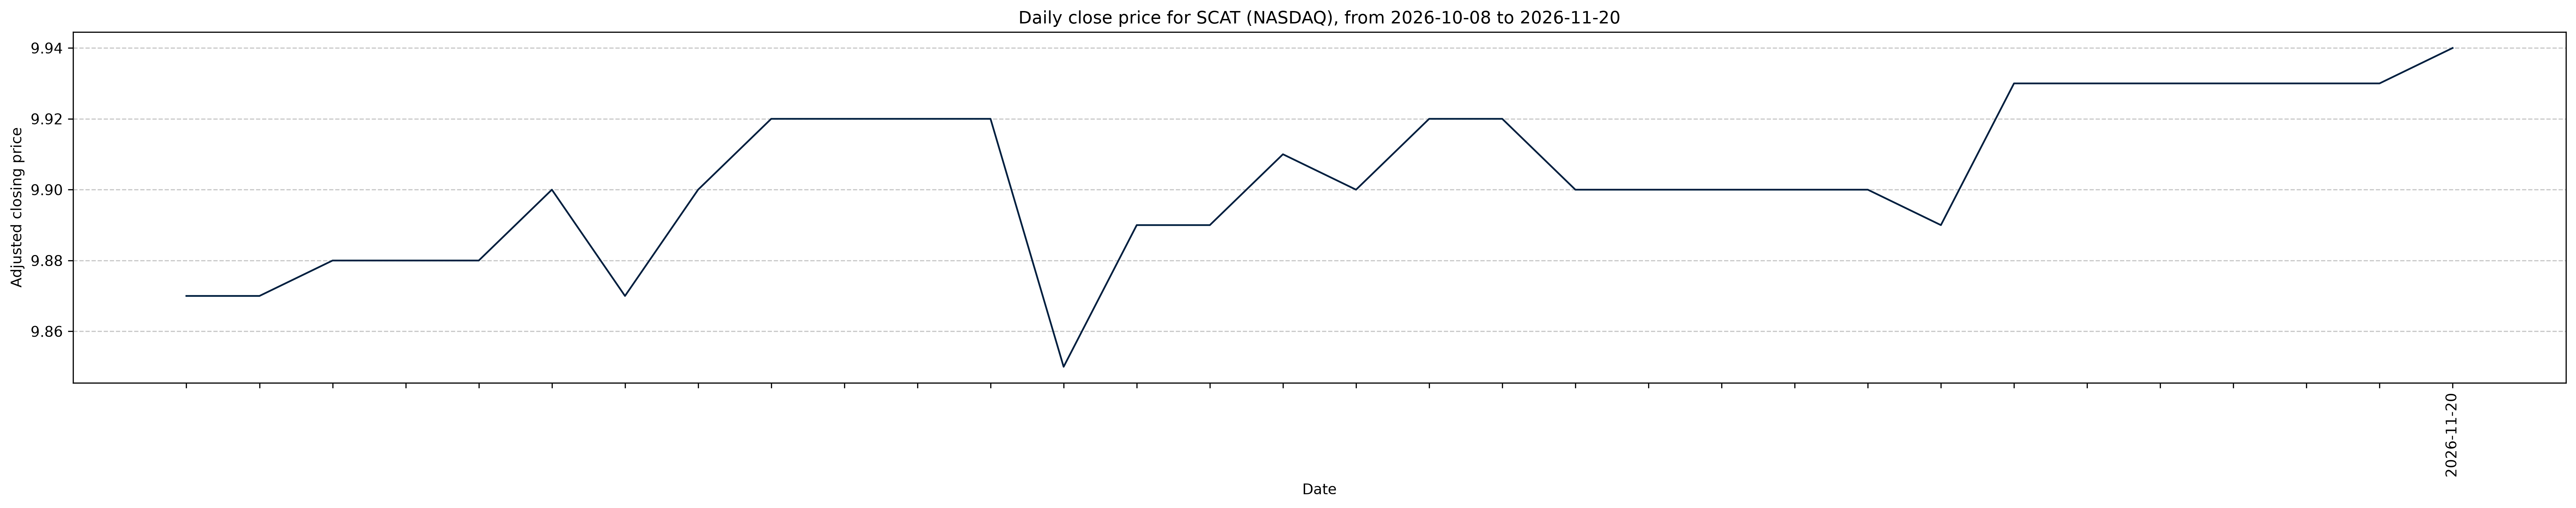 Daily close price for SCAT (NASDAQ), from 2026-10-08 to 2026-11-20
Adjusted closing price
9.94
9.92
9.90
9.88
9.86
2026-11-20
Date